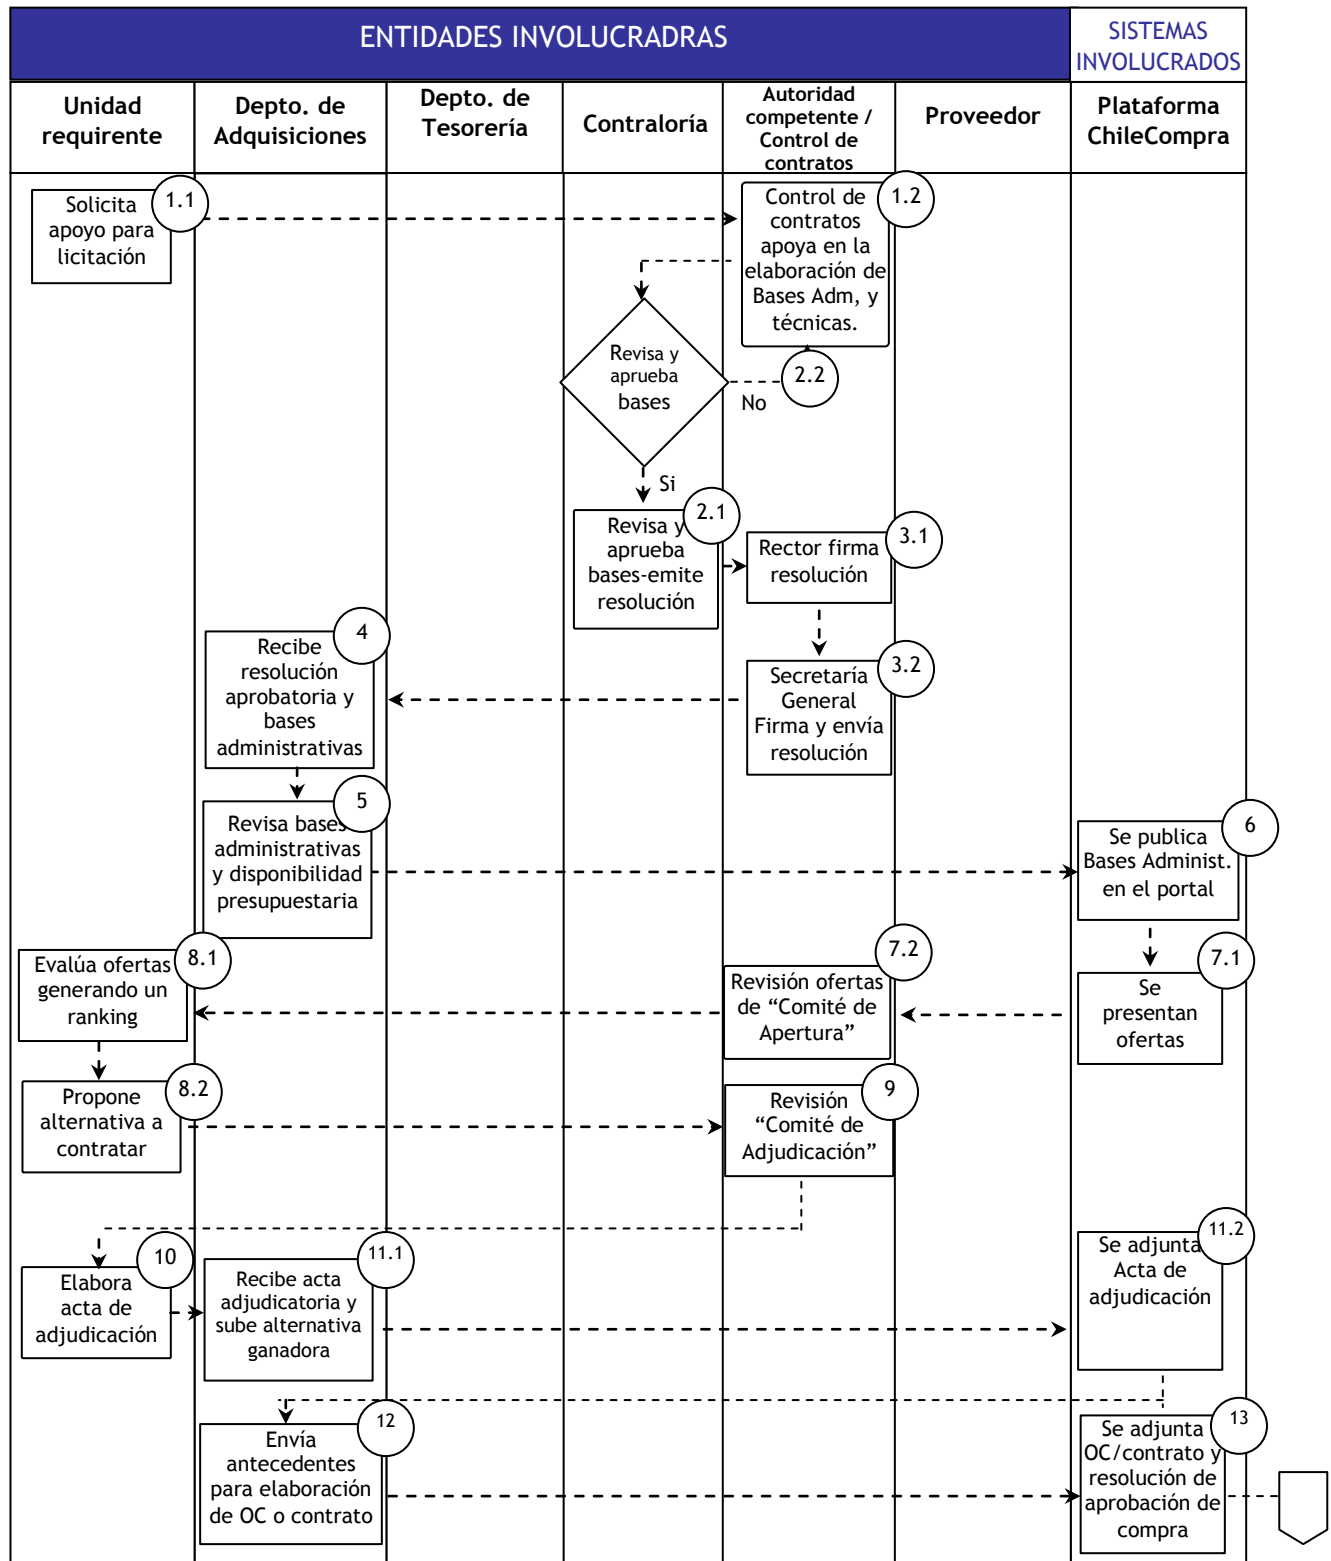 ENTIDADES INVOLUCRADRAS
SISTEMAS
INVOLUCRADOS
Unidad
requirente
Depto. de
Adquisiciones
Depto. de
Tesorería
Contraloría
Autoridad
competente /
Control de
contratos
Proveedor
Plataforma
ChileCompra
Solicita
apoyo para
licitación
1.1
Control de
contratos
apoya en la
elaboración de
Bases Adm, y
técnicas.
1.2
Revisa y
aprueba
bases
2.2
No
Si
Revisa y
aprueba
bases-emite
resolución
2.1
Rector firma
resolución
3.1
Recibe
resolución
aprobatoria y
bases
administrativas
4
Secretaría
General
Firma y envía
resolución
3.2
Revisa bases
administrativas
y disponibilidad
presupuestaria
5
Se publica
Bases Administ.
en el portal
6
Evalúa ofertas
generando un
ranking
8.1
Revisión ofertas
de “Comité de
Apertura”
7.2
Se
presentan
ofertas
7.1
Propone
alternativa a
contratar
8.2
Revisión
“Comité de
Adjudicación”
9
Elabora
acta de
adjudicación
10
Recibe acta
adjudicatoria y
sube alternativa
ganadora
11.1
Se adjunta
Acta de
adjudicación
11.2
Envía
antecedentes
para elaboración
de OC o contrato
12
Se adjunta
OC/contrato y
resolución de
aprobación de
compra
13